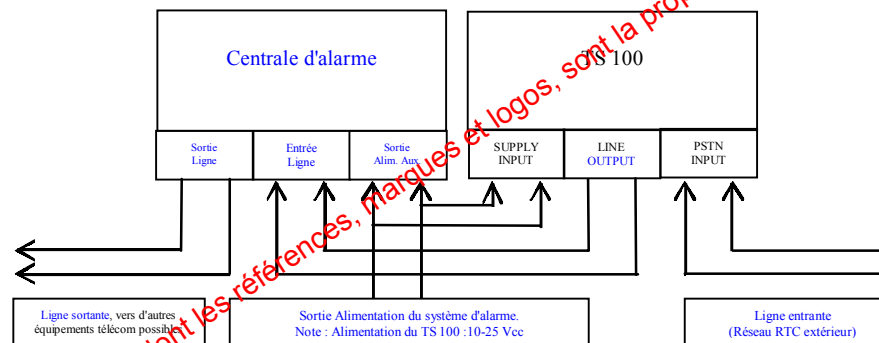 Centrale d'alarme
TS 100
Sortie
Ligne
Entrée
Ligne
Sortie
Alim. Aux
SUPPLY
INPUT
LINE
OUTPUT
PSTN
INPUT
dont les références, marques et logos, sont la prop
Ligne sortante, vers d'autres
équipements télécom possible.
Sortie Alimentation du système d'alarme.
Note : Alimentation du TS 100 :10-25 Vcc
Ligne entrante
(Réseau RTC extérieur)